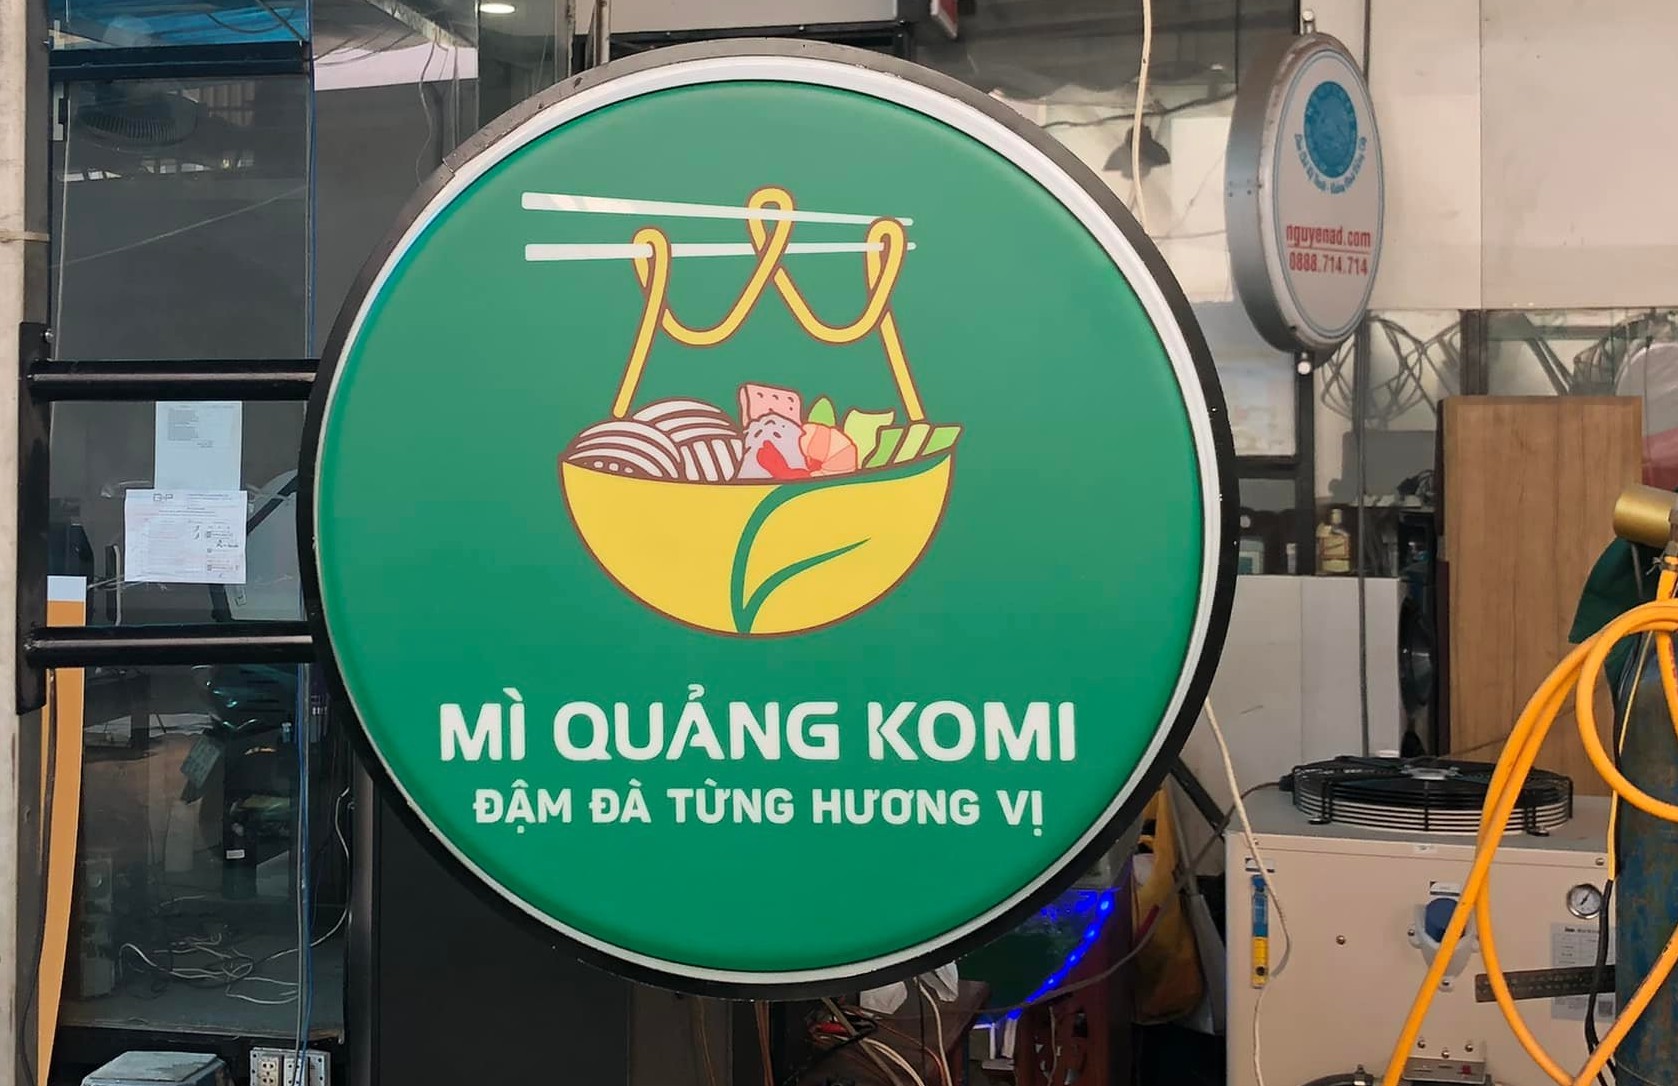 MÌ QUẢNG KOMI
ĐẬM ĐÀ TỪNG HƯƠNG VỊ
nguyenad.com
0888.714.714